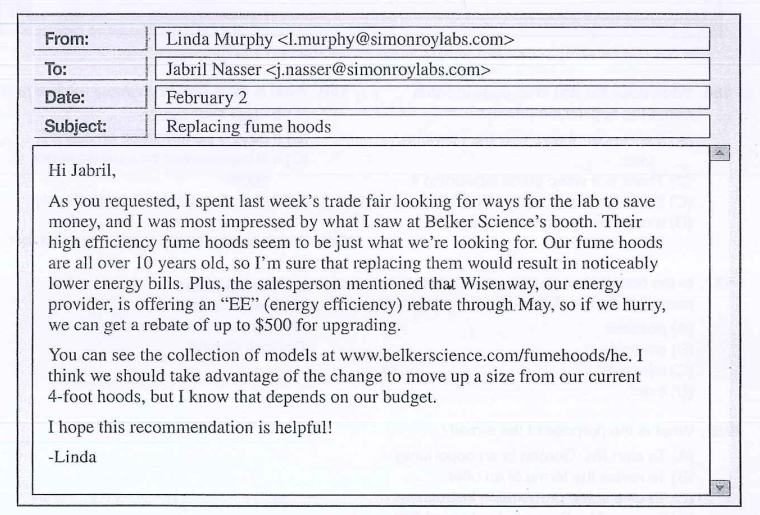 From: Linda Murphy <l.murphy@simonroylabs.com>
To: Jabril Nasser <j.nasser@simonroylabs.com>
Date: February 2
Subject: Replacing fume hoods
Hi Jabril,
As you requested, I spent last week's trade fair looking for ways for the lab to save
money, and I was most impressed by what I saw at Belker Science's booth. Their
high efficiency fume hoods seem to be just what we're looking for. Our fume hoods
are all over 10 years old, so I'm sure that replacing them would result in noticeably
lower energy bills. Plus, the salesperson mentioned that Wisenway, our energy
provider, is offering an "EE" (energy efficiency) rebate through May, so if we hurry,
we can get a rebate of up to $500 for upgrading.
You can see the collection of models at www.belkerscience.com/fumehoods/he. I
think we should take advantage of the change to move up a size from our current
4-foot hoods, but I know that depends on our budget.
I hope this recommendation is helpful!
-Linda